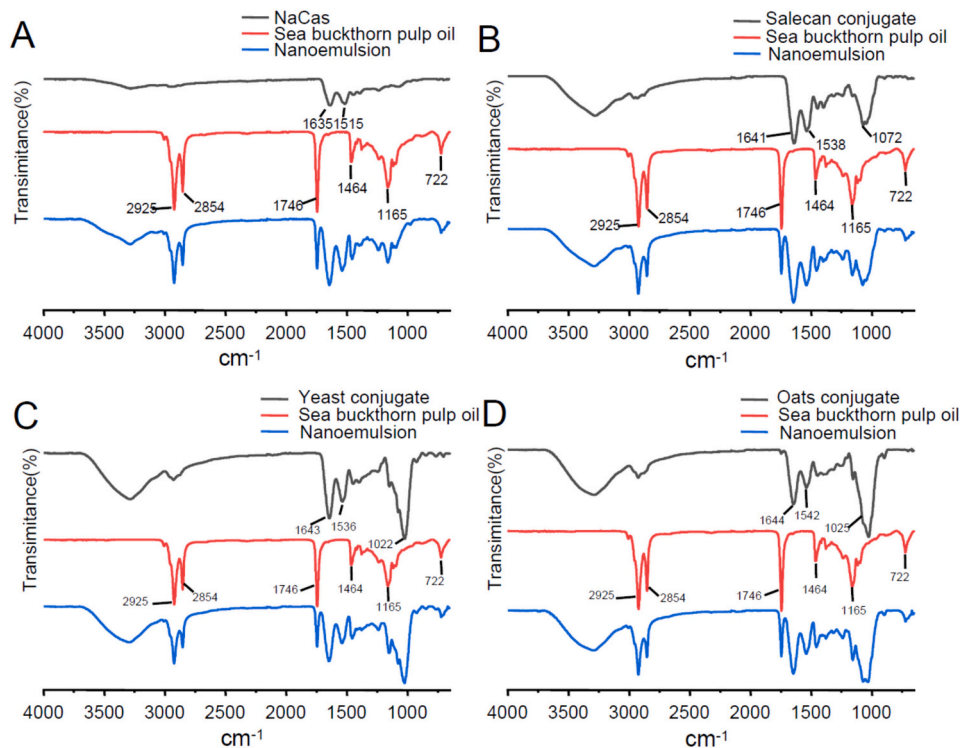 A
NaCas
Sea buckthorn pulp oil
Nanoemulsion
Transimitance(%)
1635 1515
2925 2854 1746 1464 1165 722
4000 3500 3000 2500 2000 1500 1000
cm-1
B
Salecan conjugate
Sea buckthorn pulp oil
Nanoemulsion
Transimitance(%)
1641 1538 1072
2925 2854 1746 1464 1165 722
4000 3500 3000 2500 2000 1500 1000
cm-1
C
Yeast conjugate
Sea buckthorn pulp oil
Nanoemulsion
Transimitance(%)
1643 1536 1022
2925 2854 1746 1464 1165 722
4000 3500 3000 2500 2000 1500 1000
cm-1
D
Oats conjugate
Sea buckthorn pulp oil
Nanoemulsion
Transimitance(%)
1644 1542 1025
2925 2854 1746 1464 1165 722
4000 3500 3000 2500 2000 1500 1000
cm-1